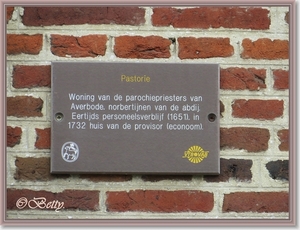 Pastorie
Woning van de parochiepriesters van
Averbode, norbertijnen van de abdij.
Eertijds personeelsverblijf (1651), in
1732 huis van de provisor (econoom).
© Betty